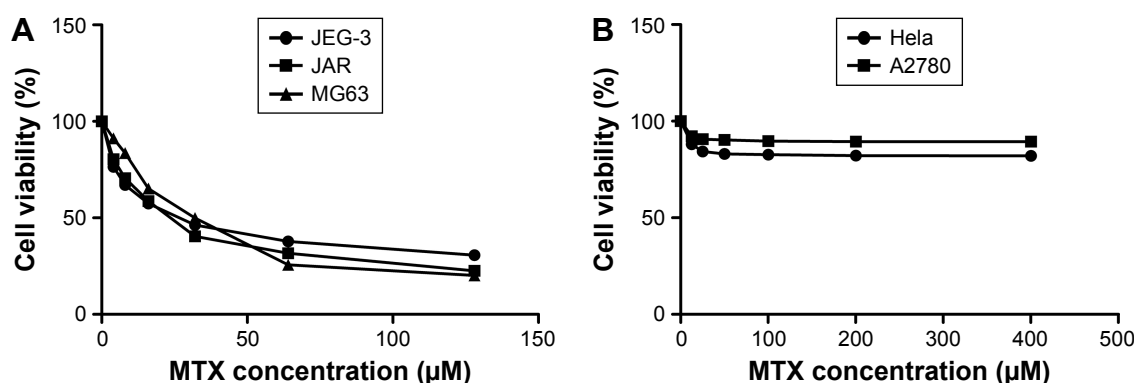 A
JEG-3
JAR
MG63
150
100
50
0
Cell viability (%)
0 50 100 150
MTX concentration (µM)
B
Hela
A2780
150
100
50
0
Cell viability (%)
0 100 200 300 400 500
MTX concentration (µM)